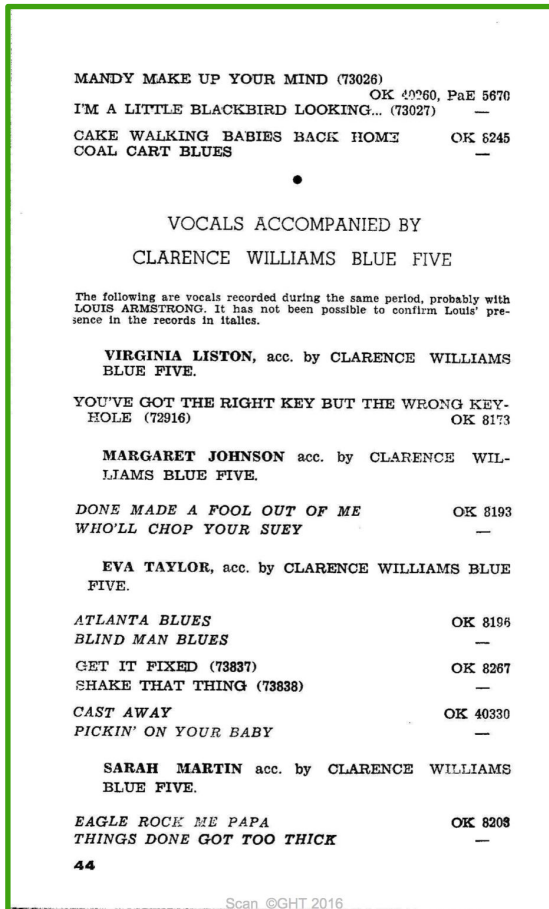 MANDY MAKE UP YOUR MIND (73026)
OK 40260, PaE 5670
I'M A LITTLE BLACKBIRD LOOKING... (73027) —
CAKE WALKING BABIES BACK HOME OK 8245
COAL CART BLUES —
●
VOCALS ACCOMPANIED BY
CLARENCE WILLIAMS BLUE FIVE
The following are vocals recorded during the same period, probably with
LOUIS ARMSTRONG. It has not been possible to confirm Louis' pre-
sence in the records in italics.
VIRGINIA LISTON, acc. by CLARENCE WILLIAMS
BLUE FIVE.
YOU'VE GOT THE RIGHT KEY BUT THE WRONG KEY-
HOLE (72916) OK 8173
MARGARET JOHNSON acc. by CLARENCE WIL-
LIAMS BLUE FIVE.
DONE MADE A FOOL OUT OF ME OK 8193
WHO'LL CHOP YOUR SUEY —
EVA TAYLOR, acc. by CLARENCE WILLIAMS BLUE
FIVE.
ATLANTA BLUES OK 8196
BLIND MAN BLUES —
GET IT FIXED (73837) OK 8267
SHAKE THAT THING (73838) —
CAST AWAY OK 40330
PICKIN' ON YOUR BABY —
SARAH MARTIN acc. by CLARENCE WILLIAMS
BLUE FIVE.
EAGLE ROCK ME PAPA OK 8203
THINGS DONE GOT TOO THICK —
44
Scan ©GHT 2016